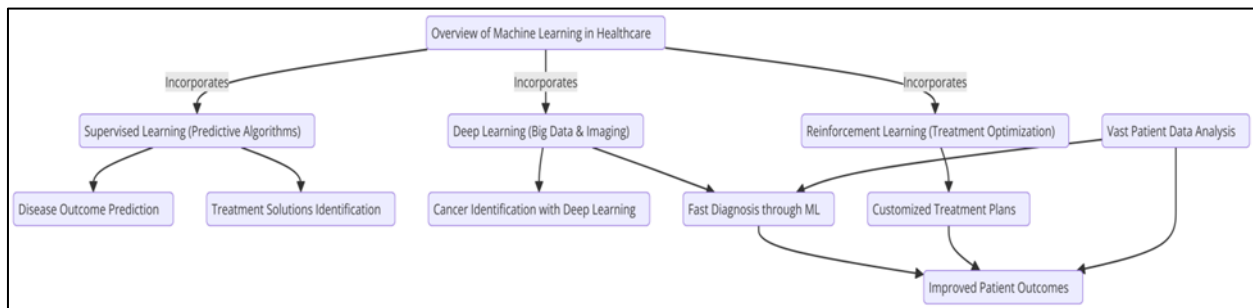 Overview of Machine Learning in Healthcare
Incorporates
Incorporates
Incorporates
Supervised Learning (Predictive Algorithms)
Deep Learning (Big Data & Imaging)
Reinforcement Learning (Treatment Optimization)
Vast Patient Data Analysis
Disease Outcome Prediction
Treatment Solutions Identification
Cancer Identification with Deep Learning
Fast Diagnosis through ML
Customized Treatment Plans
Improved Patient Outcomes